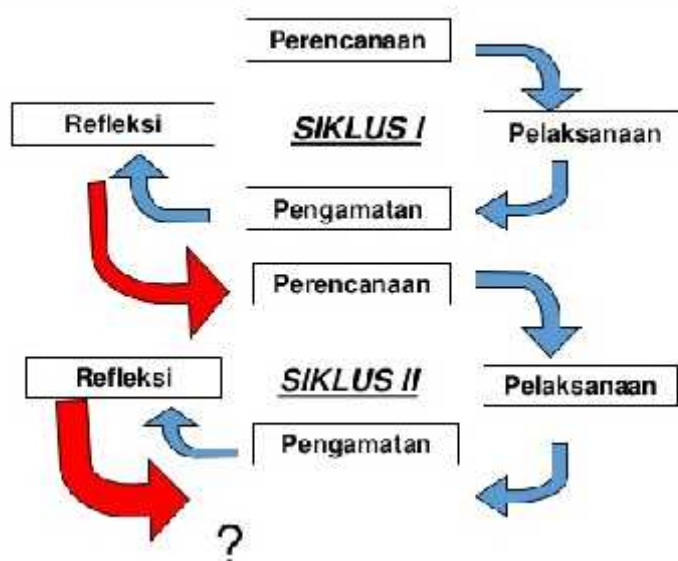 Perencanaan
Refleksi
SIKLUS I
Pelaksanaan
Pengamatan
Perencanaan
Refleksi
SIKLUS II
Pelaksanaan
Pengamatan
?